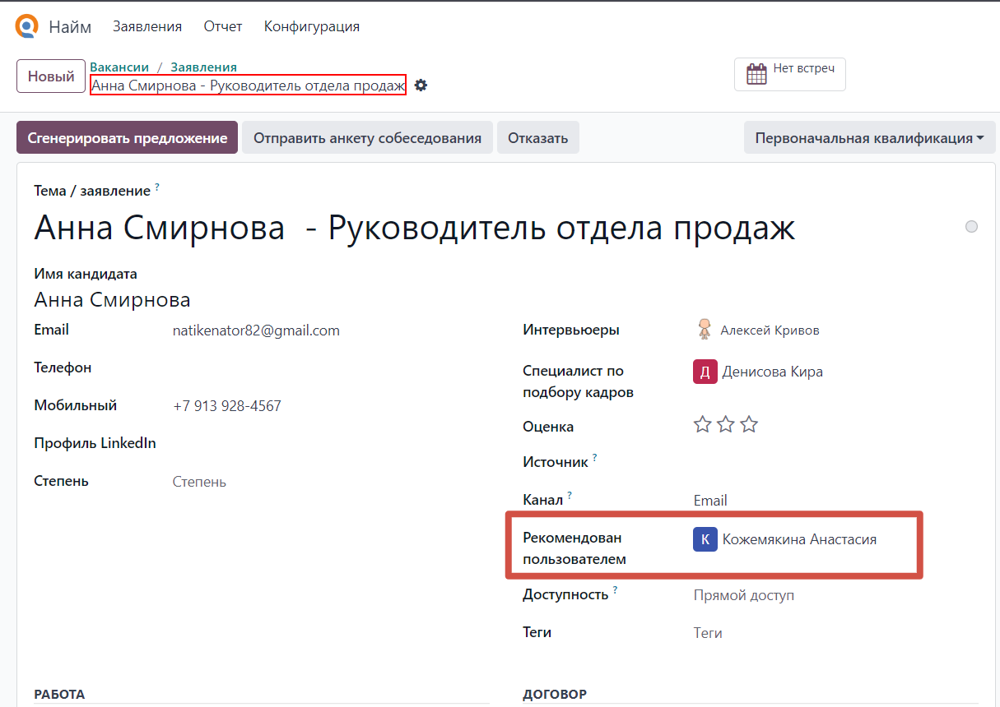 Найм Заявления Отчет Конфигурация
Новый
Вакансии / Заявления
Анна Смирнова - Руководитель отдела продаж
Нет встреч
Сгенерировать предложение Отправить анкету собеседования Отказать Первоначальная квалификация
Тема / заявление ?
Анна Смирнова - Руководитель отдела продаж
Имя кандидата
Анна Смирнова
Email natikenator82@gmail.com
Телефон
Мобильный +7 913 928-4567
Профиль LinkedIn
Степень Степень
Интервьюеры Алексей Кривов
Специалист по
подбору кадров
Д Денисова Кира
Оценка
Источник ?
Канал ? Email
Рекомендован
пользователем
К Кожемякина Анастасия
Доступность ? Прямой доступ
Теги Теги
РАБОТА
ДОГОВОР